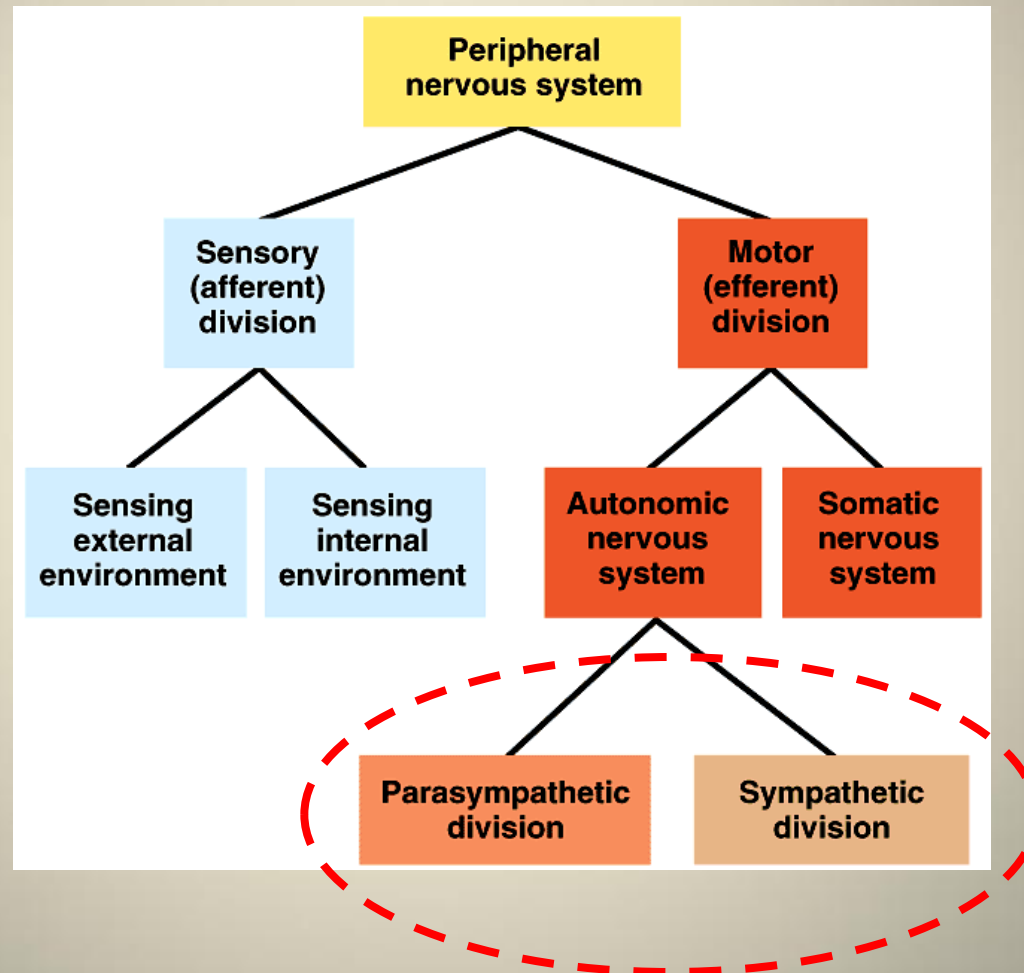 Peripheral
nervous system
Sensory
(afferent)
division
Motor
(efferent)
division
Sensing
external
environment
Sensing
internal
environment
Autonomic
nervous
system
Somatic
nervous
system
Parasympathetic
division
Sympathetic
division